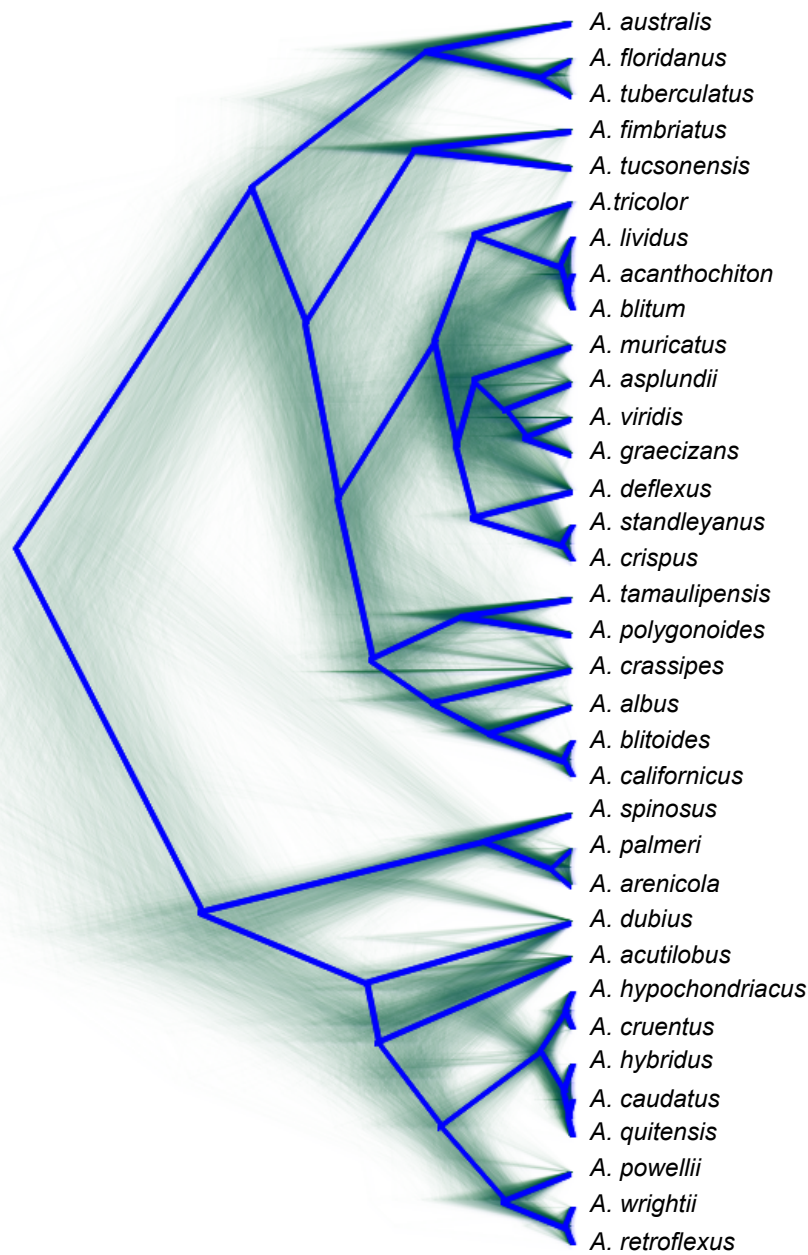 A. australis
A. floridanus
A. tuberculatus
A. fimbriatus
A. tucsonensis
A.tricolor
A. lividus
A. acanthochiton
A. blitum
A. muricatus
A. asplundii
A. viridis
A. graecizans
A. deflexus
A. standleyanus
A. crispus
A. tamaulipensis
A. polygonoides
A. crassipes
A. albus
A. blitoides
A. californicus
A. spinosus
A. palmeri
A. arenicola
A. dubius
A. acutilobus
A. hypochondriacus
A. cruentus
A. hybridus
A. caudatus
A. quitensis
A. powellii
A. wrightii
A. retroflexus